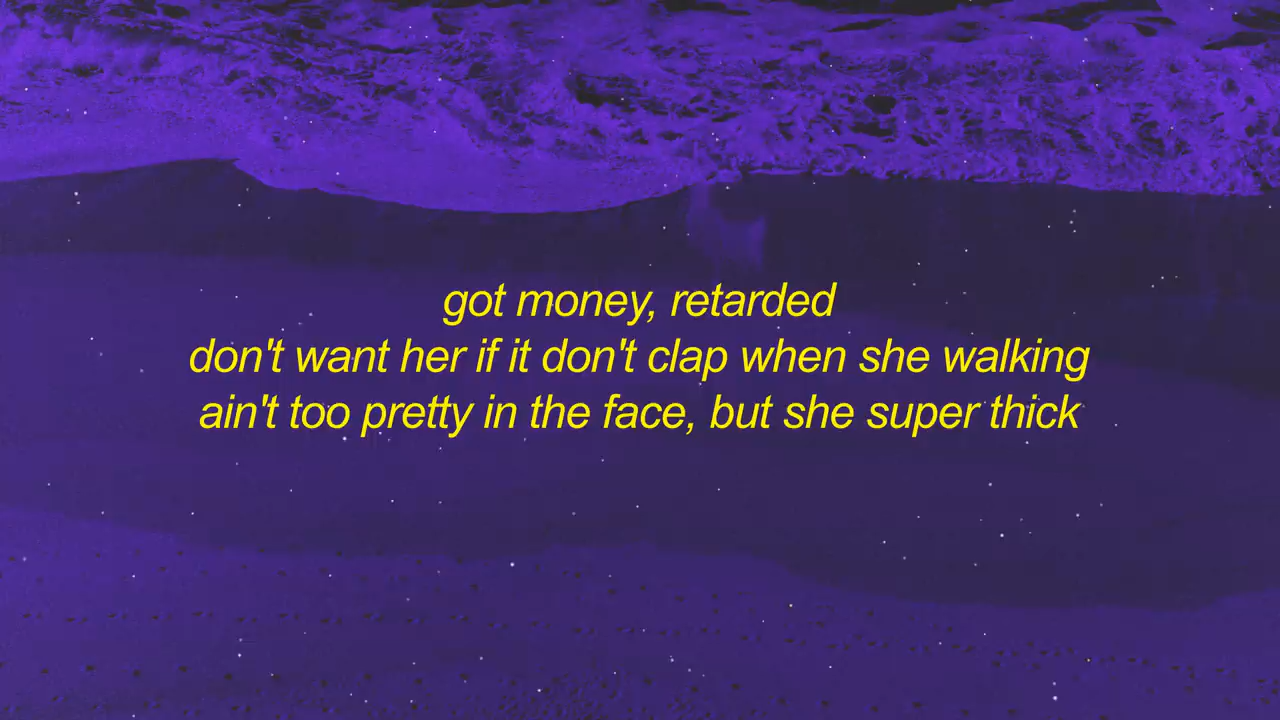 got money, retarded
don't want her if it don't clap when she walking
ain't too pretty in the face, but she super thick